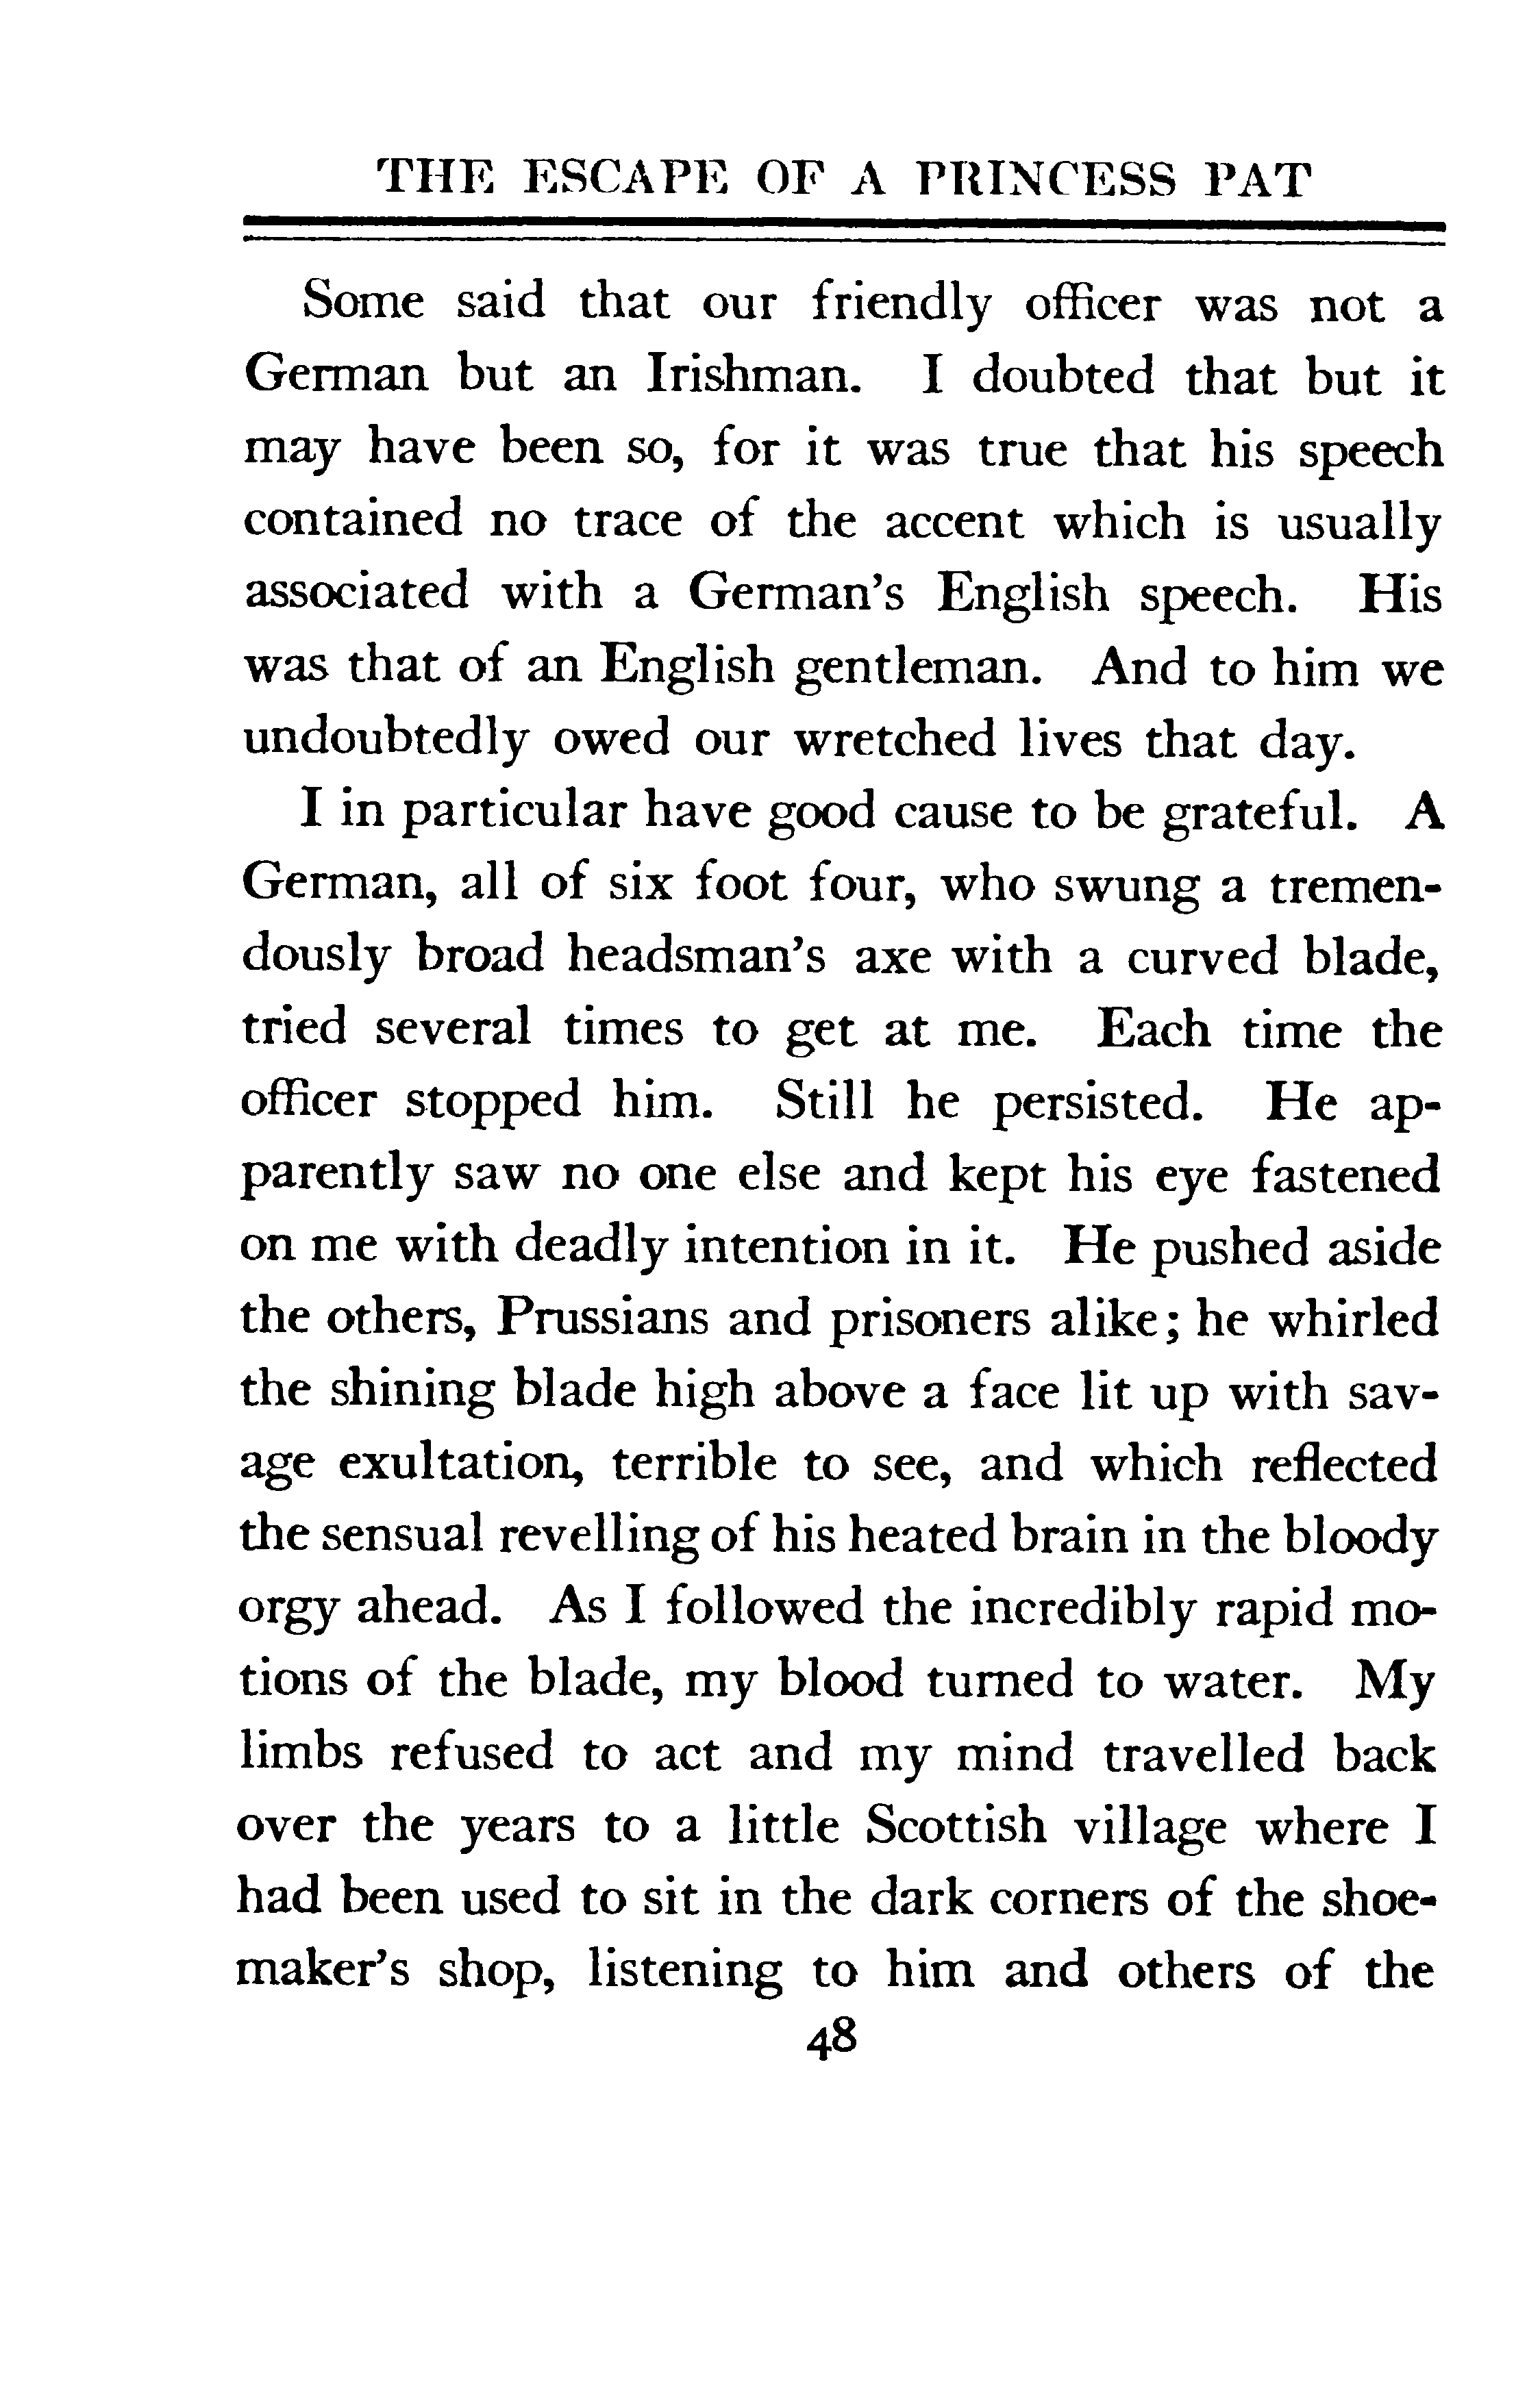 THE ESCAPE OF A PRINCESS PAT
Some said that our friendly officer was not a
German but an Irishman. I doubted that but it
may have been so, for it was true that his speech
contained no trace of the accent which is usually
associated with a German's English speech. His
was that of an English gentleman. And to him we
undoubtedly owed our wretched lives that day.
I in particular have good cause to be grateful. A
German, all of six foot four, who swung a tremen-
dously broad headsman's axe with a curved blade,
tried several times to get at me. Each time the
officer stopped him. Still he persisted. He ap-
parently saw no one else and kept his eye fastened
on me with deadly intention in it. He pushed aside
the others, Prussians and prisoners alike; he whirled
the shining blade high above a face lit up with sav-
age exultation, terrible to see, and which reflected
the sensual revelling of his heated brain in the bloody
orgy ahead. As I followed the incredibly rapid mo-
tions of the blade, my blood turned to water. My
limbs refused to act and my mind travelled back
over the years to a little Scottish village where I
had been used to sit in the dark corners of the shoe-
maker's shop, listening to him and others of the
48